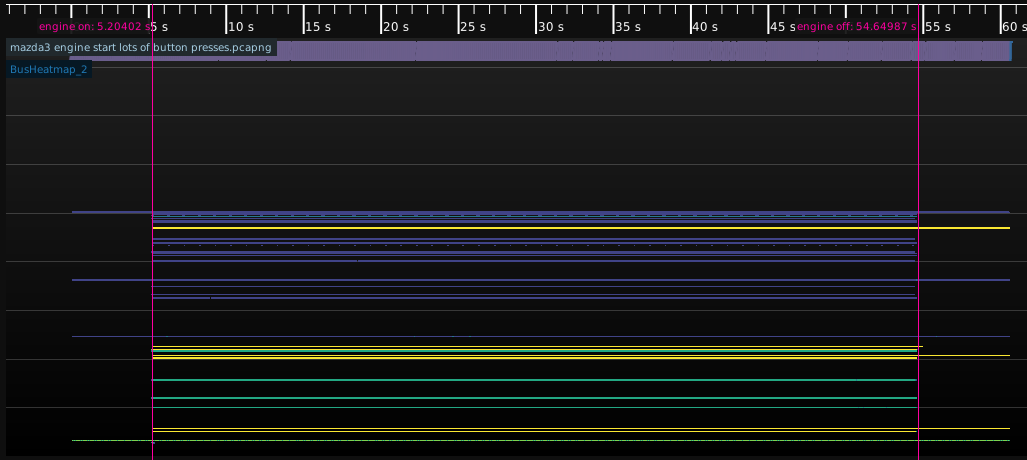 engine on: 5.20402 s
5 s
10 s
15 s
20 s
25 s
30 s
35 s
40 s
45 s
engine off: 54.64987 s
55 s
60 s
mazda3 engine start lots of button presses.pcapng
BusHeatmap_2